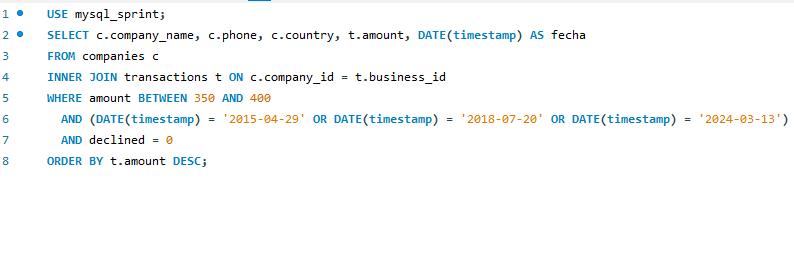 1 USE mysql_sprint;
2 SELECT c.company_name, c.phone, c.country, t.amount, DATE(timestamp) AS fecha
3 FROM companies c
4 INNER JOIN transactions t ON c.company_id = t.business_id
5 WHERE amount BETWEEN 350 AND 400
6 AND (DATE(timestamp) = '2015-04-29' OR DATE(timestamp) = '2018-07-20' OR DATE(timestamp) = '2024-03-13')
7 AND declined = 0
8 ORDER BY t.amount DESC;